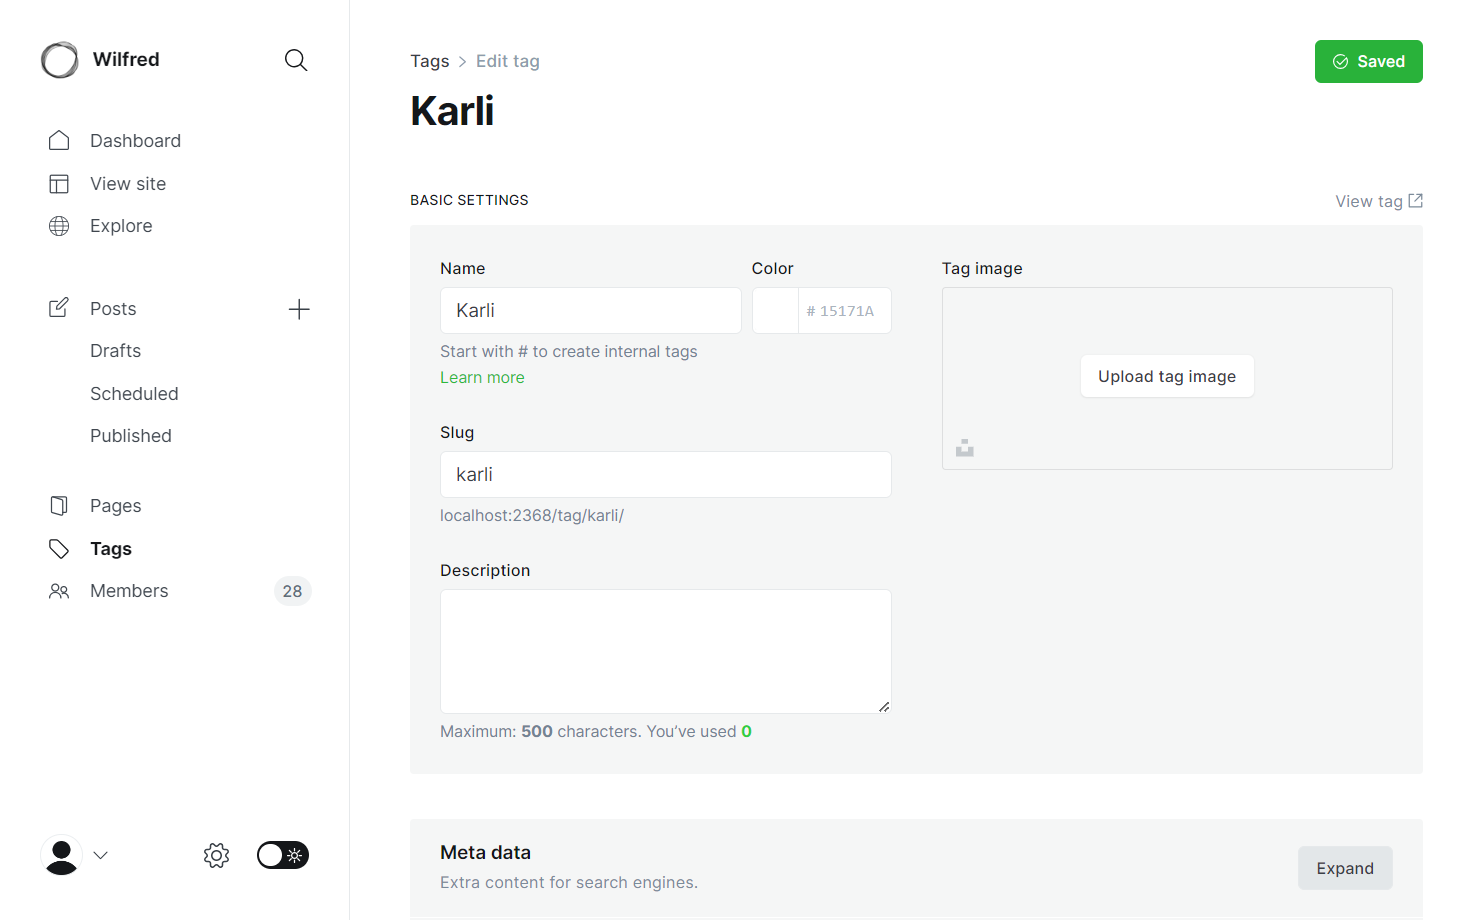 Wilfred
Dashboard
View site
Explore
Posts
Drafts
Scheduled
Published
Pages
Tags
Members 28
Tags > Edit tag
Saved
Karli
BASIC SETTINGS
View tag
Name
Karli
Start with # to create internal tags
Learn more
Color
# 15171A
Slug
karli
localhost:2368/tag/karli/
Description
Maximum: 500 characters. You’ve used 0
Tag image
Upload tag image
Meta data
Extra content for search engines.
Expand